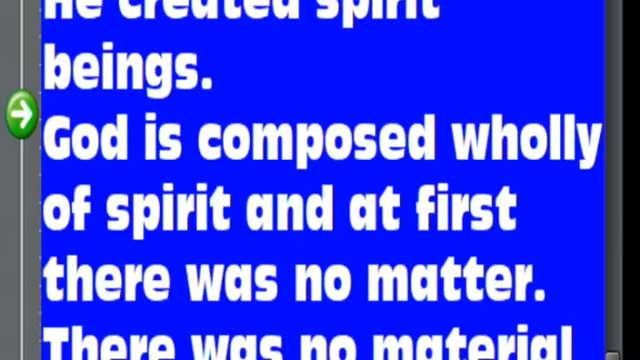 He created spirit
beings.
God is composed wholly
of spirit and at first
there was no matter.
There was no material